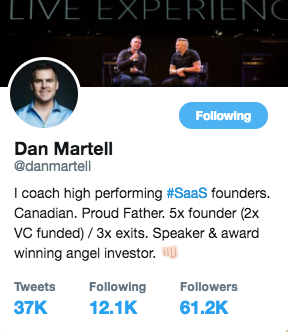 LIVE EXPERIENC
Following
Dan Martell
@danmartell
I coach high performing #SaaS founders.
Canadian. Proud Father. 5x founder (2x
VC funded) / 3x exits. Speaker & award
winning angel investor. 👊🏻
Tweets Following Followers
37K 12.1K 61.2K